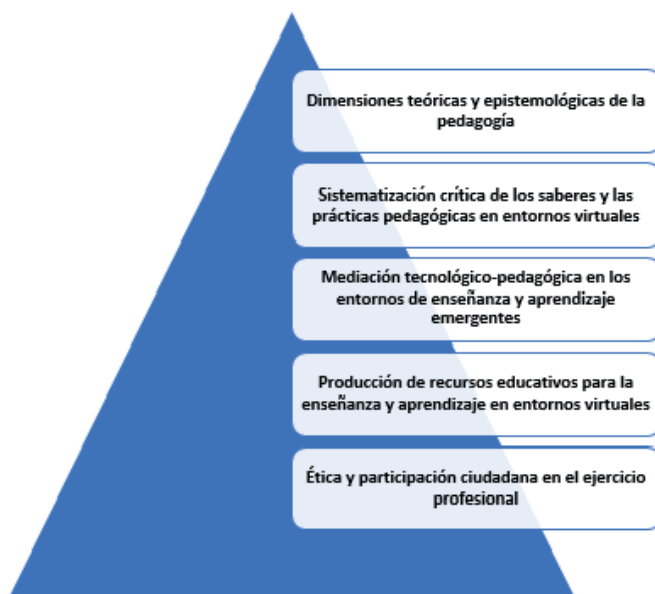 Dimensiones teóricas y epistemológicas de la
pedagogía
Sistematización crítica de los saberes y las
prácticas pedagógicas en entornos virtuales
Mediación tecnológico-pedagógica en los
entornos de enseñanza y aprendizaje
emergentes
Producción de recursos educativos para la
enseñanza y aprendizaje en entornos virtuales
Ética y participación ciudadana en el ejercicio
profesional